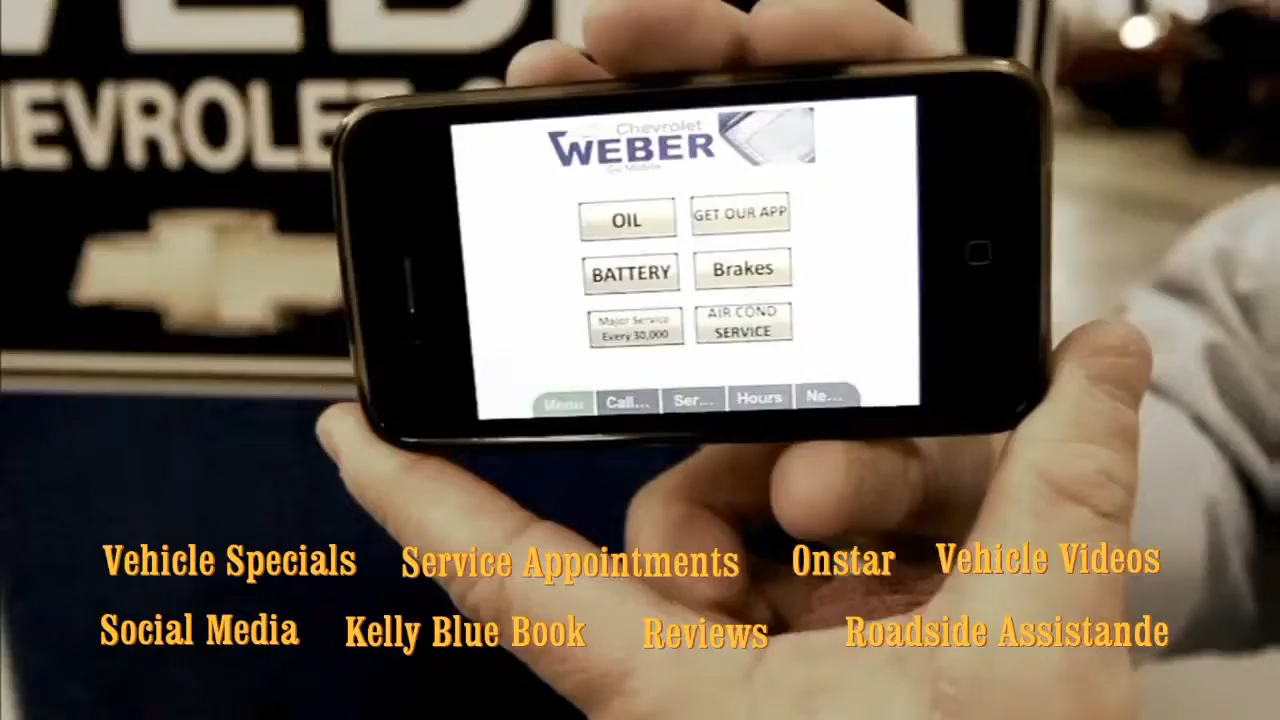 EVROLE
Chevrolet
WEBER
OIL
GET OUR APP
BATTERY
Brakes
Major Service
Every 30,000
AIR COND
SERVICE
Menu Call... Ser... Hours Ne...
Vehicle Specials Service Appointments Onstar Vehicle Videos
Social Media Kelly Blue Book Reviews Roadside Assistande